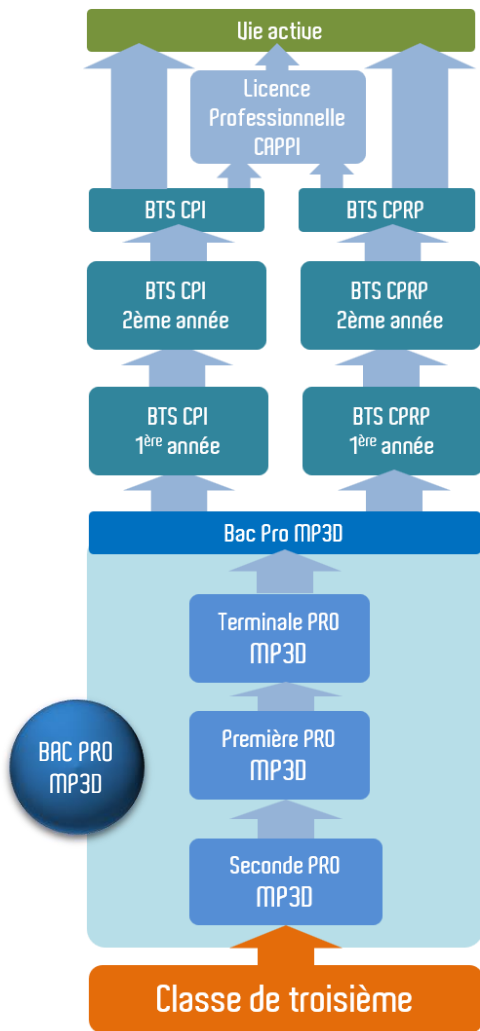 Vie active
Licence
Professionnelle
CAPPI
BTS CPI
BTS CPRP
BTS CPI
2ème année
BTS CPRP
2ème année
BTS CPI
1ère année
BTS CPRP
1ère année
Bac Pro MP3D
Terminale PRO
MP3D
Première PRO
MP3D
BAC PRO
MP3D
Seconde PRO
MP3D
Classe de troisième